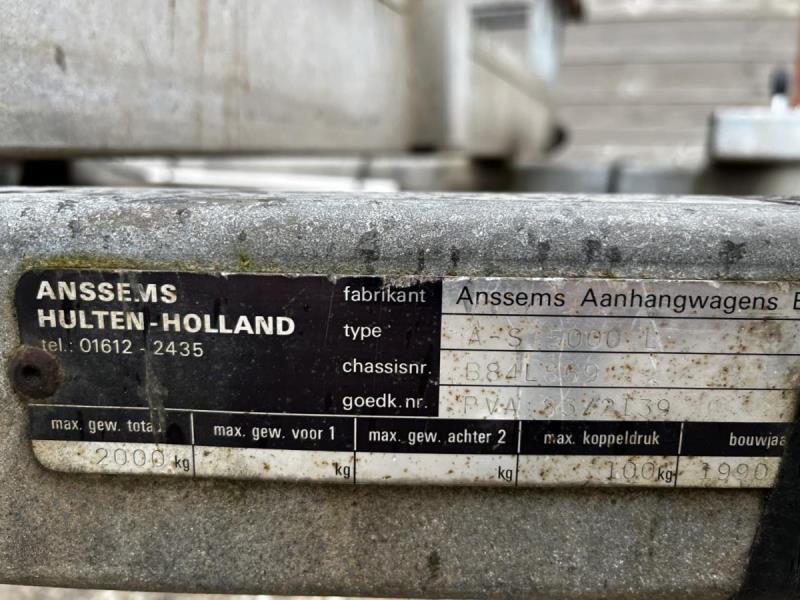 ANSSEMS
HULTEN-HOLLAND
tel.: 01612 - 2435
fabrikant Anssems Aanhangwagens
type
chassisnr.
goedk.nr.
max. gew. totaal max. gew. voor 1 max. gew. achter 2 max. koppeldruk bouwjaa
2000 kg kg kg 100 kg 1990